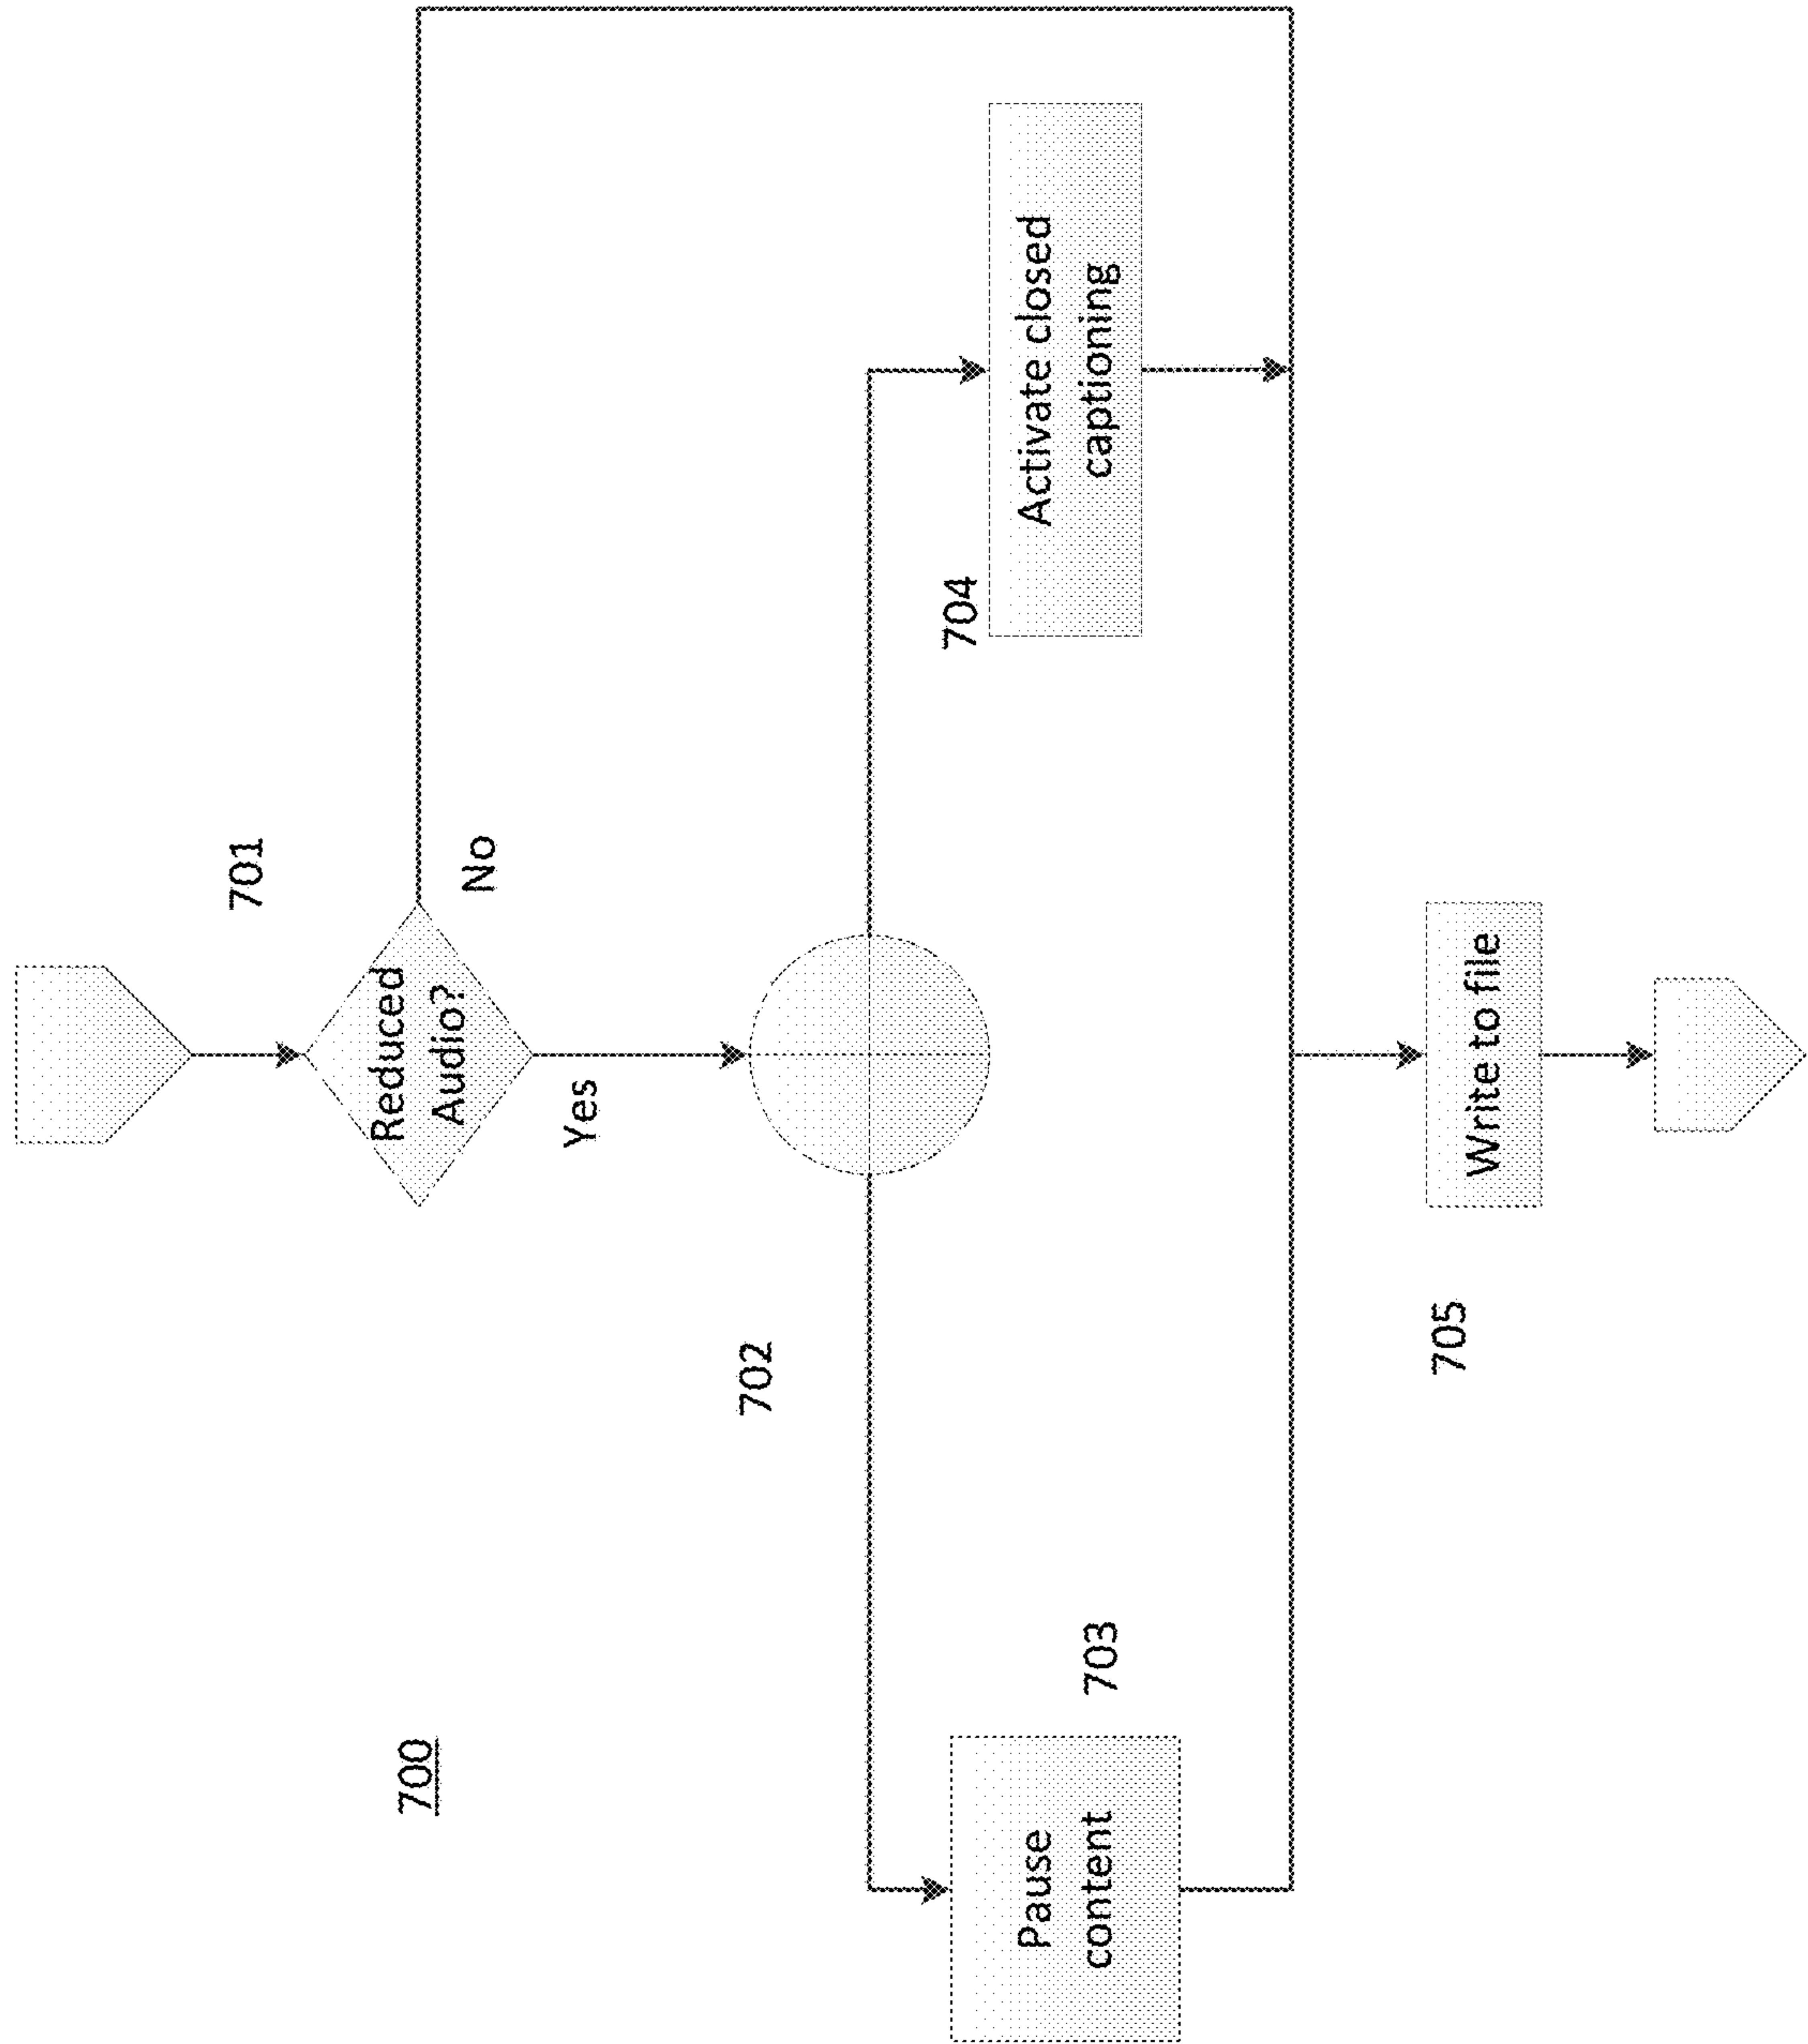 700
701
Reduced
Audio?
No
Yes
702
704
Activate closed
captioning
703
Pause
content
705
Write to file